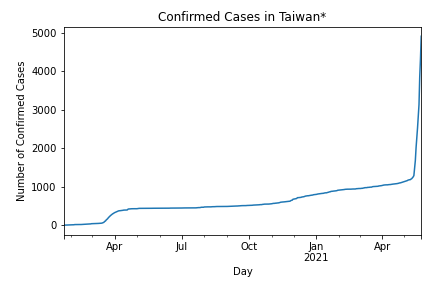 Confirmed Cases in Taiwan*
Number of Confirmed Cases
5000
4000
3000
2000
1000
0
Apr
Jul
Oct
Jan
2021
Apr
Day